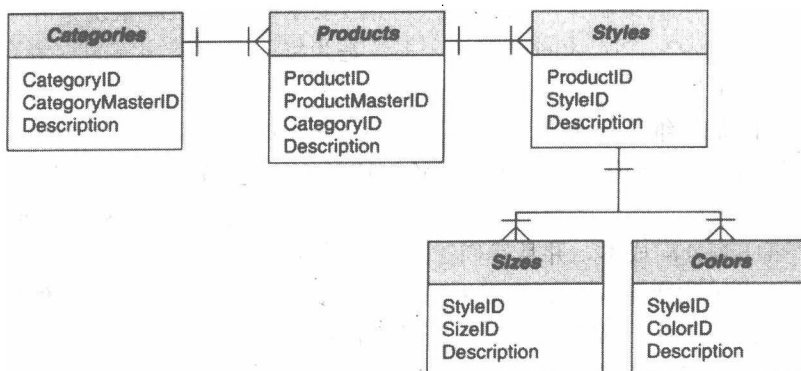 Categories
CategoryID
CategoryMasterID
Description
Products
ProductID
ProductMasterID
CategoryID
Description
Styles
ProductID
StyleID
Description
Sizes
StyleID
SizeID
Description
Colors
StyleID
ColorID
Description